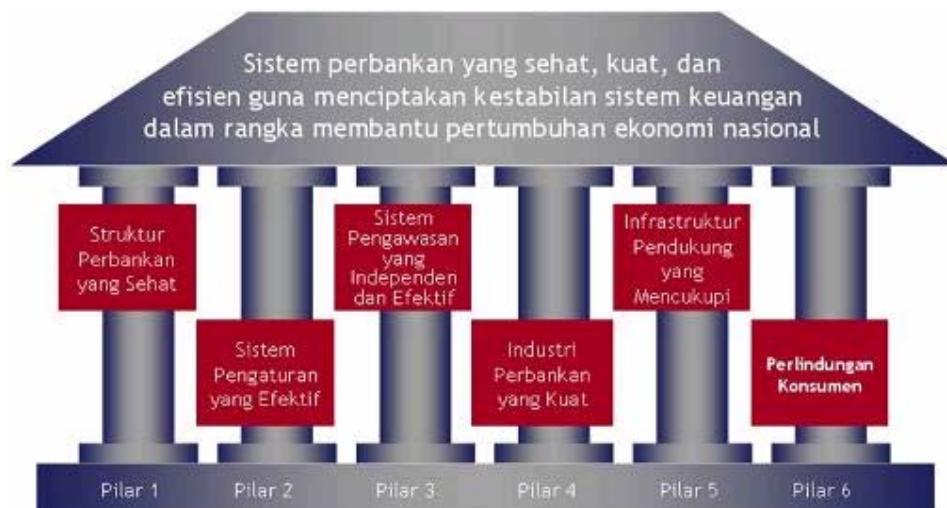 Sistem perbankan yang sehat, kuat, dan
efisien guna menciptakan kestabilan sistem keuangan
dalam rangka membantu pertumbuhan ekonomi nasional
Struktur
Perbankan
yang Sehat
Sistem
Pengaturan
yang Efektif
Sistem
Pengawasan
yang
Independen
dan Efektif
Industri
Perbankan
yang Kuat
Infrastruktur
Pendukung
yang
Mencukupi
Perlindungan
Konsumen
Pilar 1
Pilar 2
Pilar 3
Pilar 4
Pilar 5
Pilar 6